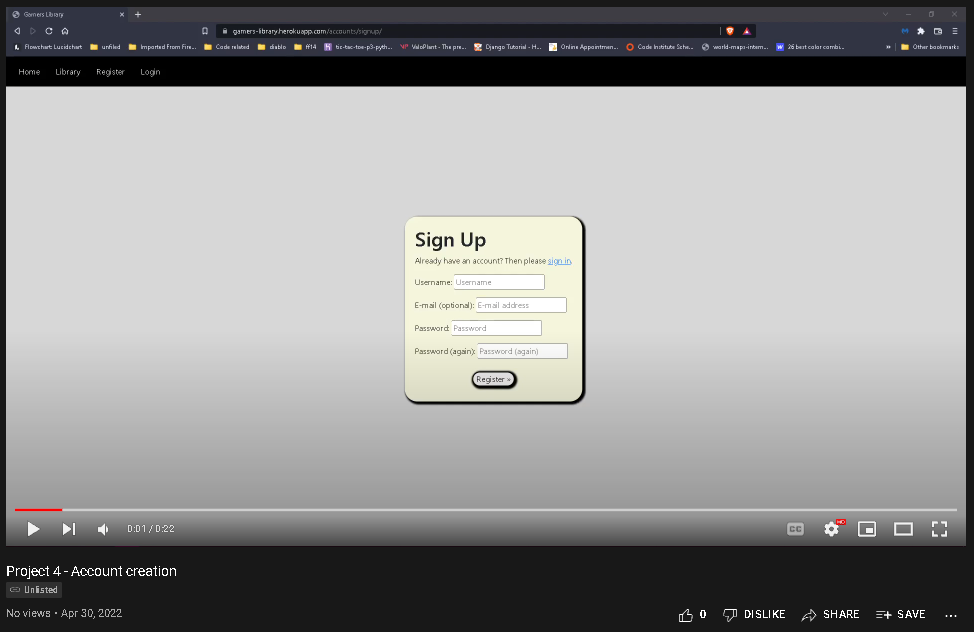 Gamers Library
gamers-library.herokuapp.com/accounts/signup/
Flowchart: Lucidchart unfiled Imported From Fire... Code related diablo ff14 tic-tac-toe-p3-pyth... VeloPlant - The pre... Django Tutorial - H... Online Appointmen... Code Institute Sche... world-maps-intern... 26 best color combi... » Other bookmarks
Home Library Register Login
Sign Up
Already have an account? Then please sign in.
Username: Username
E-mail (optional): E-mail address
Password: Password
Password (again): Password (again)
Register »
0:01 / 0:22
CC HD
Project 4 - Account creation
Unlisted
No views • Apr 30, 2022
0 DISLIKE SHARE SAVE ...